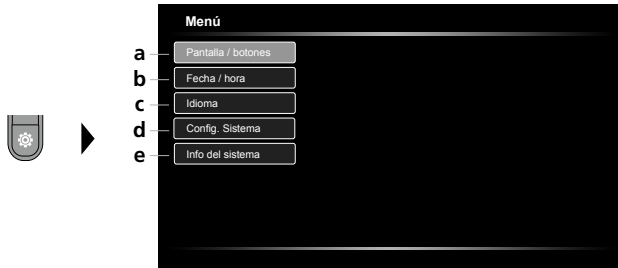 Menú
a Pantalla / botones
b Fecha / hora
c Idioma
d Config. Sistema
e Info del sistema